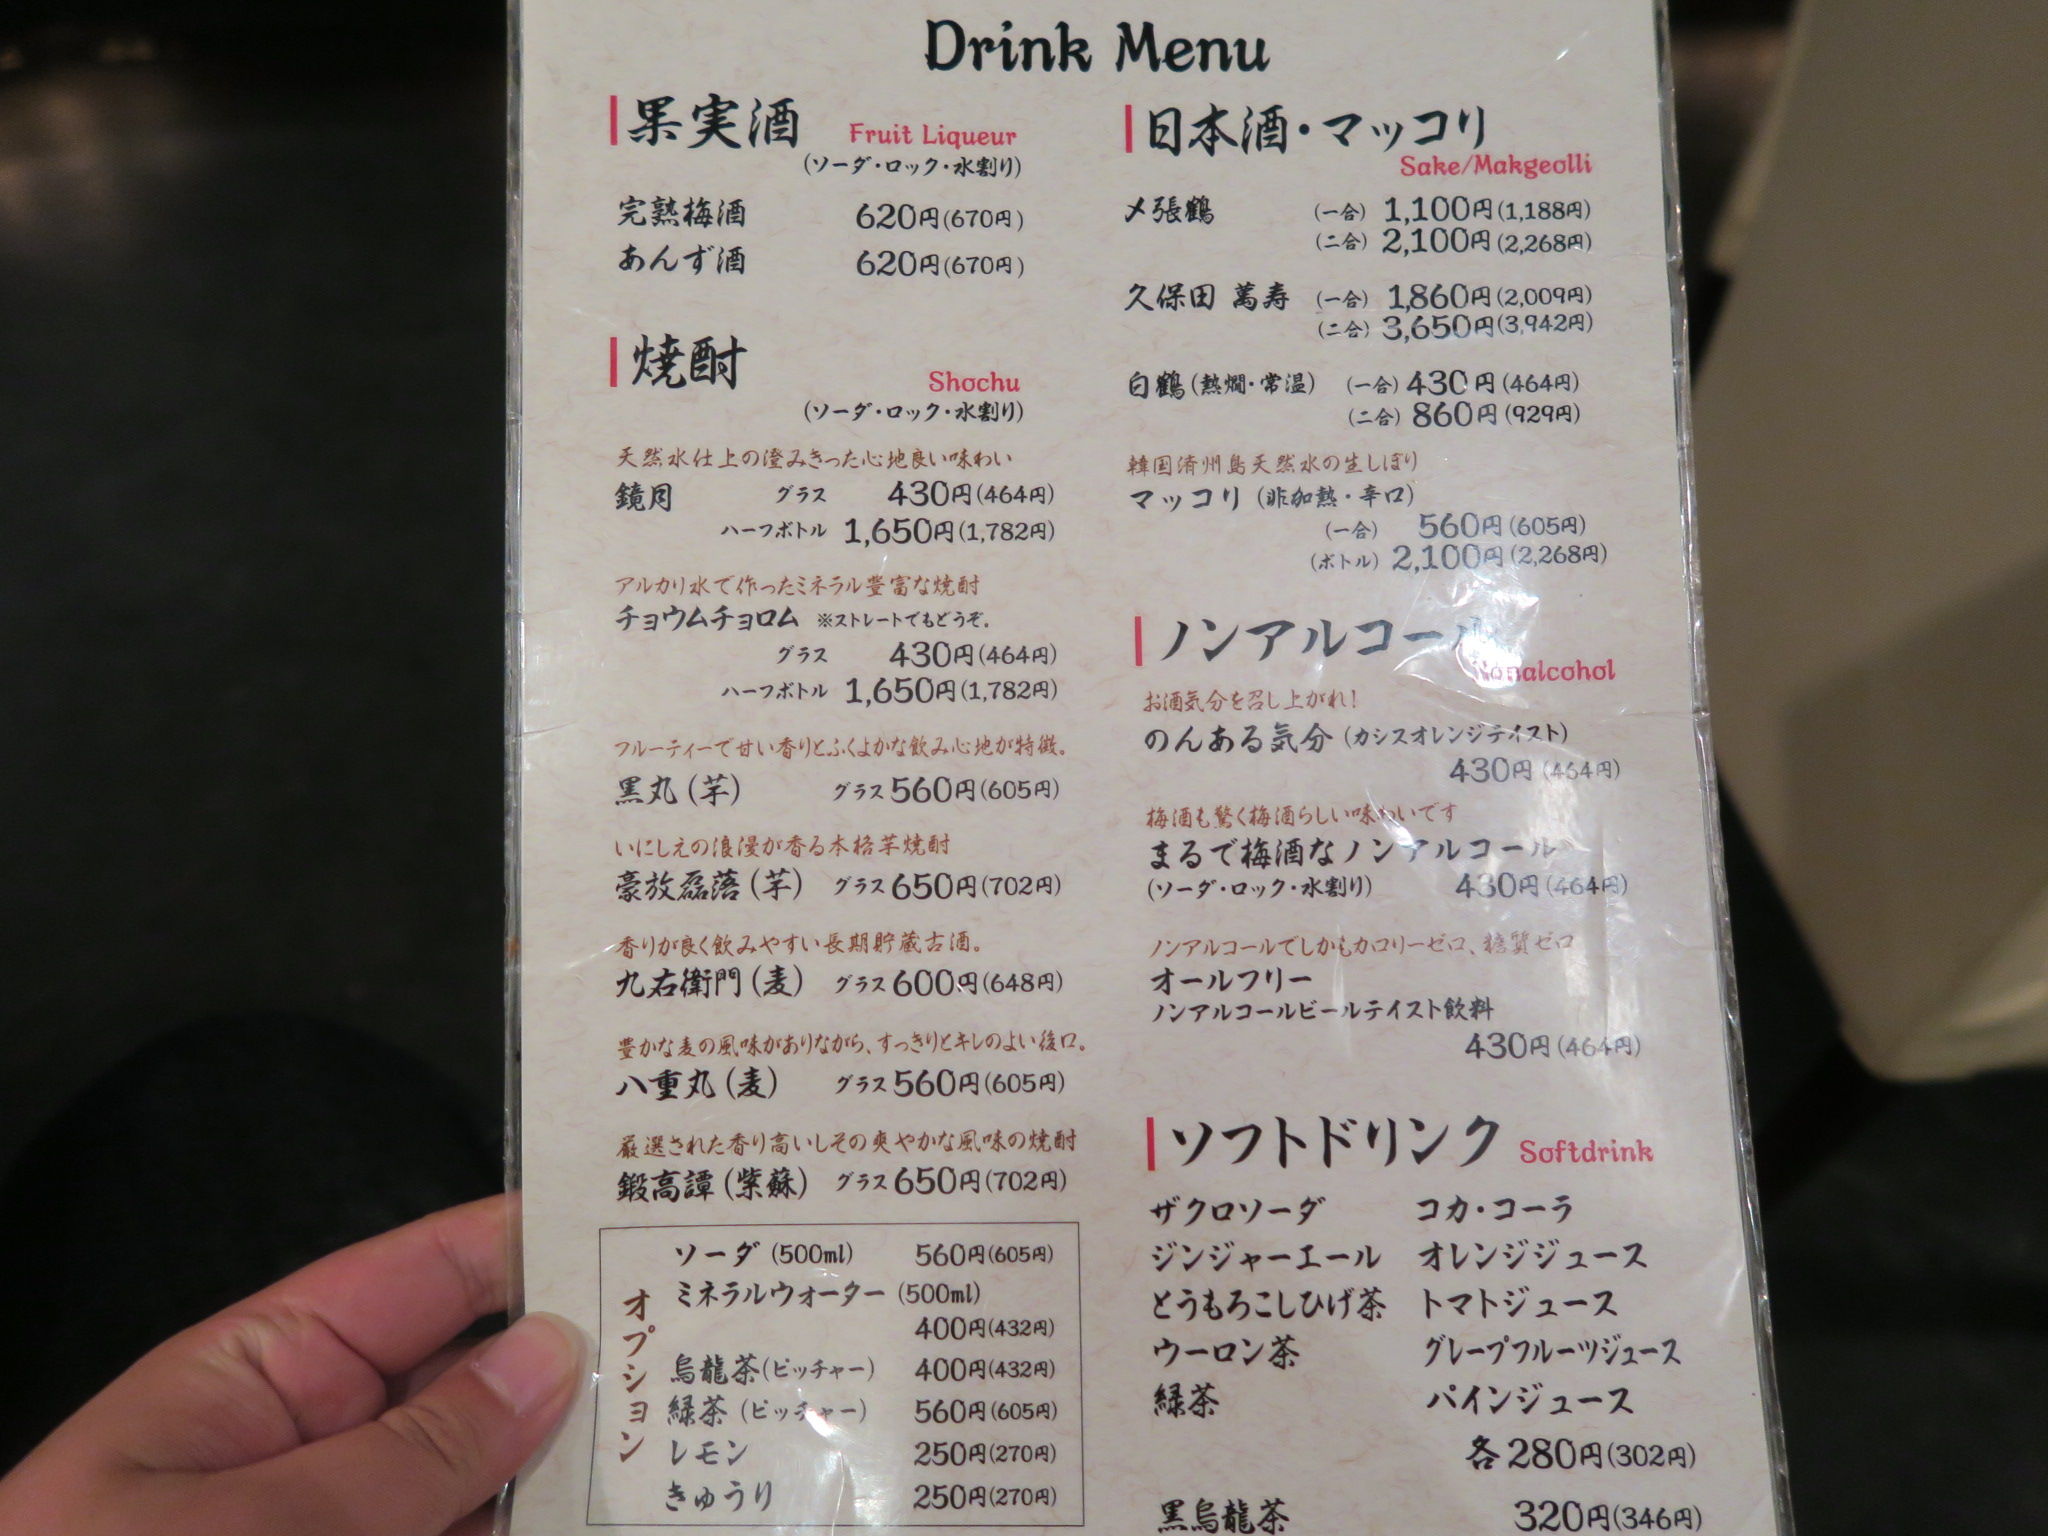 Drink Menu
果実酒 Fruit Liqueur
(ソーダ・ロック・水割り)
完熟梅酒 620円(670円)
あんず酒 620円(670円)
焼酎 Shochu
(ソーダ・ロック・水割り)
天然水仕上の澄みきった心地良い味わい
鏡月 グラス 430円(464円)
ハーフボトル 1,650円(1,782円)
アルカリ水で作ったミネラル豊富な焼酎
チョウムチョロム ※ストレートでもどうぞ。
グラス 430円(464円)
ハーフボトル 1,650円(1,782円)
フルーティーで甘い香りとふくよかな飲み心地が特徴。
黒丸(芋) グラス 560円(605円)
いにしえの浪漫が香る本格芋焼酎
豪放磊落(芋) グラス 650円(702円)
香りが良く飲みやすい長期貯蔵古酒。
九右衛門(麦) グラス 600円(648円)
豊かな麦の風味がありながら、すっきりとキレのよい後口。
八重丸(麦) グラス 560円(605円)
厳選された香り高いしその爽やかな風味の焼酎
鍛高譚(紫蘇) グラス 650円(702円)
オプション
ソーダ (500ml) 560円(605円)
ミネラルウォーター (500ml)
400円(432円)
烏龍茶(ピッチャー) 400円(432円)
緑茶 (ピッチャー) 560円(605円)
レモン 250円(270円)
きゅうり 250円(270円)
日本酒・マッコリ
Sake/Makgeolli
〆張鶴 (一合) 1,100円(1,188円)
(二合) 2,100円(2,268円)
久保田 萬寿 (一合) 1,860円(2,009円)
(二合) 3,650円(3,942円)
白鶴(熱燗・常温) (一合) 430円(464円)
(二合) 860円(929円)
韓国済州島天然水の生しぼり
マッコリ (非加熱・辛口)
(一合) 560円(605円)
(ボトル) 2,100円(2,268円)
ノンアルコール
Nonalcohol
お酒気分を召し上がれ!
のんある気分 (カシスオレンジテイスト)
430円(464円)
梅酒も驚く梅酒らしい味わいです
まるで梅酒なノンアルコール
(ソーダ・ロック・水割り) 430円(464円)
ノンアルコールでしかもカロリーゼロ、糖質ゼロ
オールフリー
ノンアルコールビールテイスト飲料
430円(464円)
ソフトドリンク Softdrink
ザクロソーダ コカ・コーラ
ジンジャーエール オレンジジュース
とうもろこしひげ茶 トマトジュース
ウーロン茶 グレープフルーツジュース
緑茶 パインジュース
各280円(302円)
黒烏龍茶 320円(346円)